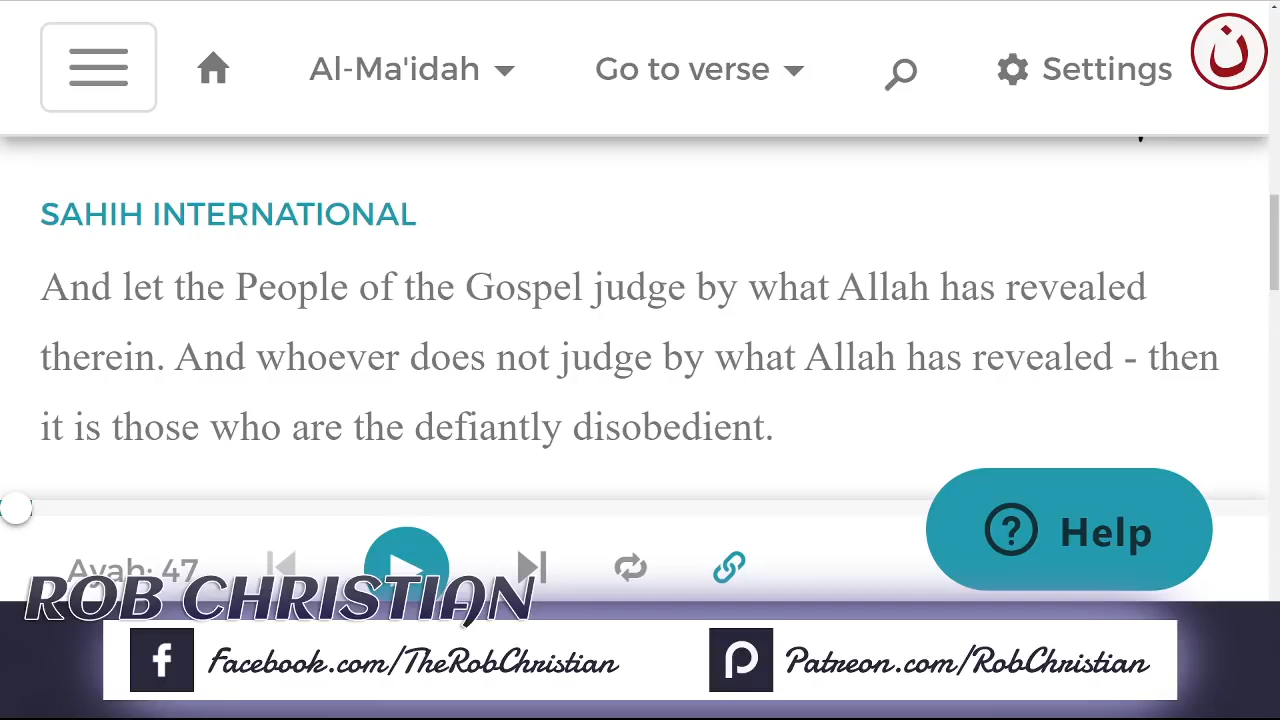 Al-Ma'idah
Go to verse
Settings
ن
SAHIH INTERNATIONAL
And let the People of the Gospel judge by what Allah has revealed
therein. And whoever does not judge by what Allah has revealed - then
it is those who are the defiantly disobedient.
Help
Ayah: 47
ROB CHRISTIAN
Facebook.com/TheRobChristian
Patreon.com/RobChristian